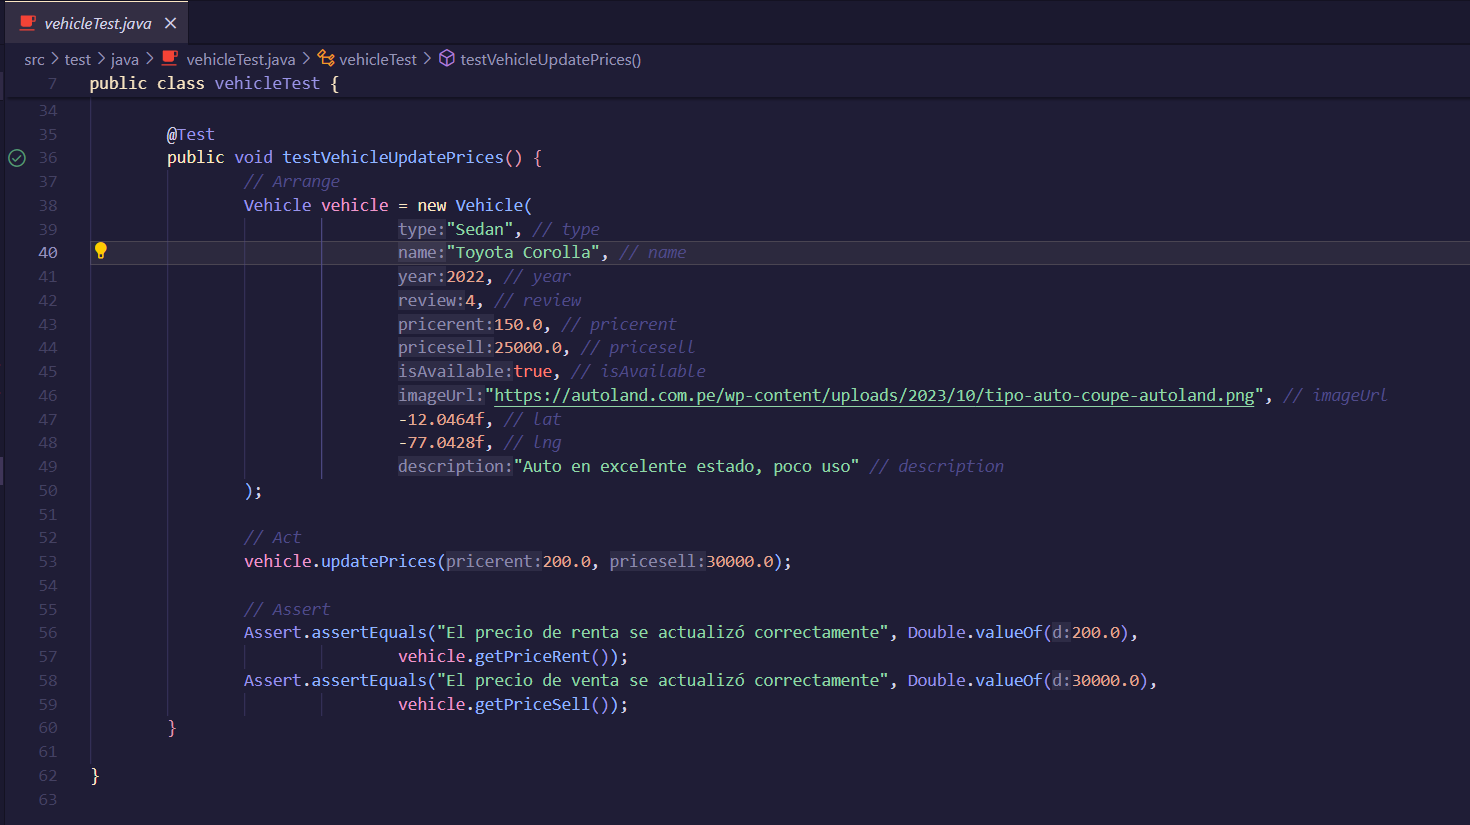 vehicleTest.java
src > test > java > vehicleTest.java > vehicleTest > testVehicleUpdatePrices()
7 public class vehicleTest {
34
35 @Test
36 public void testVehicleUpdatePrices() {
37 // Arrange
38 Vehicle vehicle = new Vehicle(
39 type:"Sedan", // type
40 name:"Toyota Corolla", // name
41 year:2022, // year
42 review:4, // review
43 pricerent:150.0, // pricerent
44 pricesell:25000.0, // pricesell
45 isAvailable:true, // isAvailable
46 imageUrl:"https://autoland.com.pe/wp-content/uploads/2023/10/tipo-auto-coupe-autoland.png", // imageUrl
47 -12.0464f, // lat
48 -77.0428f, // lng
49 description:"Auto en excelente estado, poco uso" // description
50 );
51
52 // Act
53 vehicle.updatePrices(pricerent:200.0, pricesell:30000.0);
54
55 // Assert
56 Assert.assertEquals("El precio de renta se actualizó correctamente", Double.valueOf(d:200.0),
57 vehicle.getPriceRent());
58 Assert.assertEquals("El precio de venta se actualizó correctamente", Double.valueOf(d:30000.0),
59 vehicle.getPriceSell());
60 }
61
62 }
63